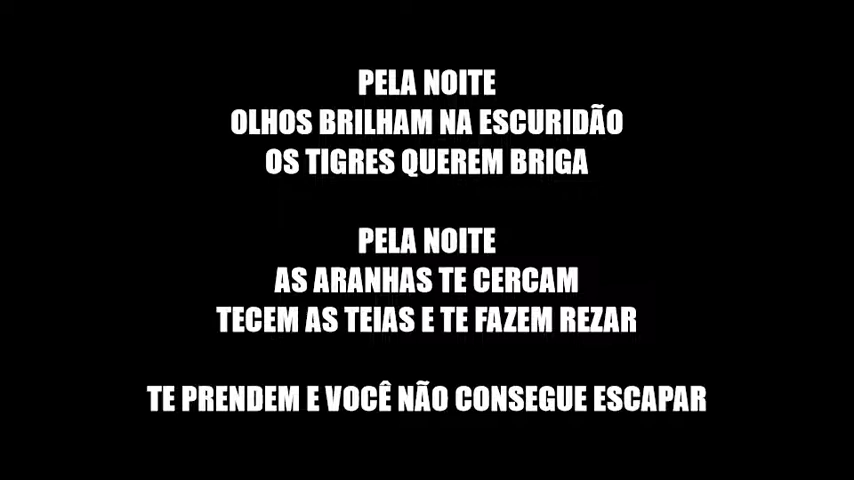 PELA NOITE
OLHOS BRILHAM NA ESCURIDÃO
OS TIGRES QUEREM BRIGA
PELA NOITE
AS ARANHAS TE CERCAM
TECEM AS TEIAS E TE FAZEM REZAR
TE PRENDEM E VOCÊ NÃO CONSEGUE ESCAPAR